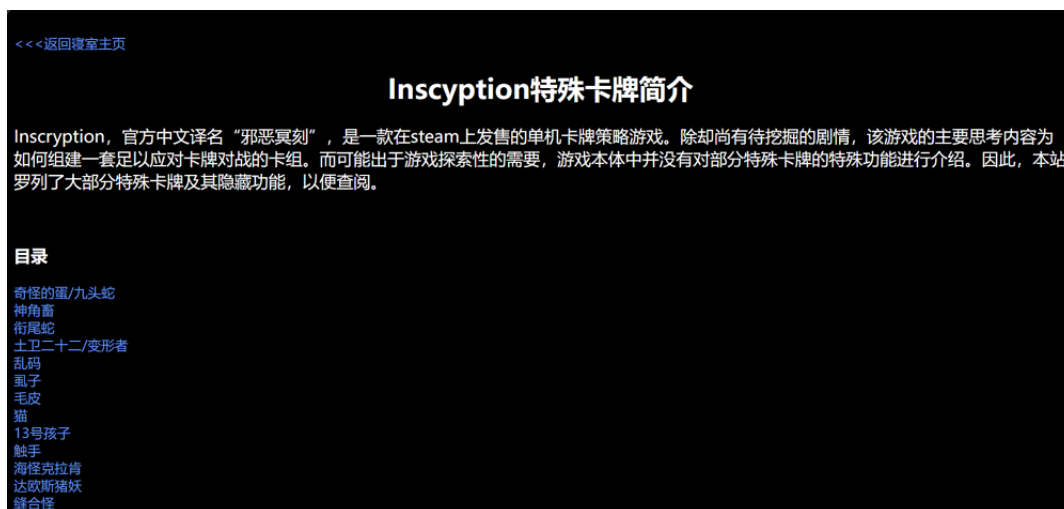 <<<返回寝室主页
Inscyption特殊卡牌简介
Inscryption，官方中文译名“邪恶冥刻”，是一款在steam上发售的单机卡牌策略游戏。除却尚有待挖掘的剧情，该游戏的主要思考内容为
如何组建一套足以应对卡牌对战的卡组。而可能出于游戏探索性的需要，游戏本体中并没有对部分特殊卡牌的特殊功能进行介绍。因此，本站
罗列了大部分特殊卡牌及其隐藏功能，以便查阅。
目录
奇怪的蛋/九头蛇
神角畜
衔尾蛇
土卫二十二/变形者
乱码
虱子
毛皮
猫
13号孩子
触手
海怪克拉肯
达欧斯猪妖
缝合怪